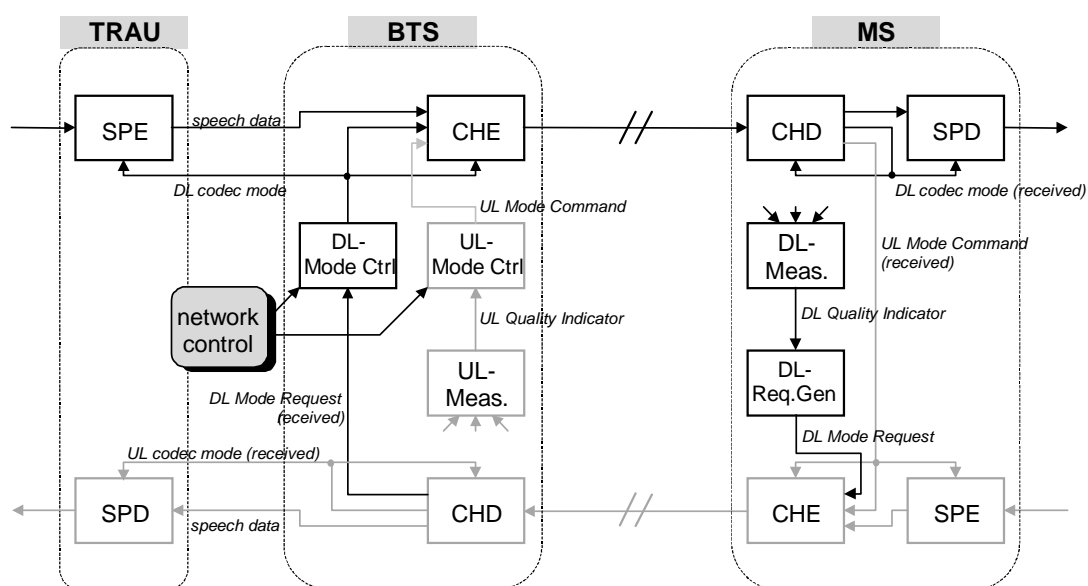 TRAU
BTS
MS
SPE
speech data
CHE
CHD
SPD
DL codec mode
DL codec mode (received)
UL Mode Command
DL-
Mode Ctrl
UL-
Mode Ctrl
DL-
Meas.
UL Mode Command
(received)
network
control
UL Quality Indicator
DL Quality Indicator
UL-
Meas.
DL-
Req.Gen
DL Mode Request
(received)
DL Mode Request
UL codec mode (received)
SPD
speech data
CHD
CHE
SPE